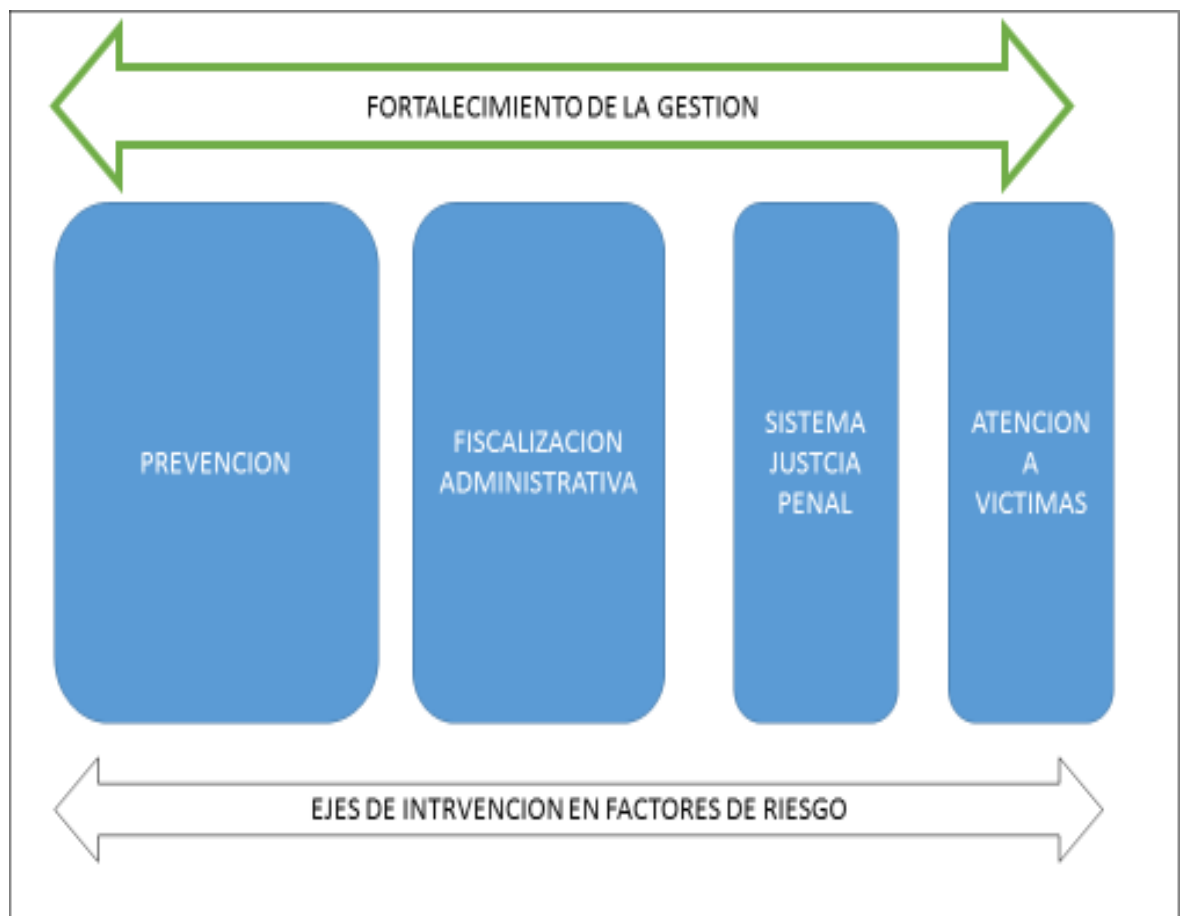 FORTALECIMIENTO DE LA GESTION
PREVENCION
FISCALIZACION
ADMINISTRATIVA
SISTEMA
JUSTCIA
PENAL
ATENCION
A
VICTIMAS
EJES DE INTRVENCION EN FACTORES DE RIESGO